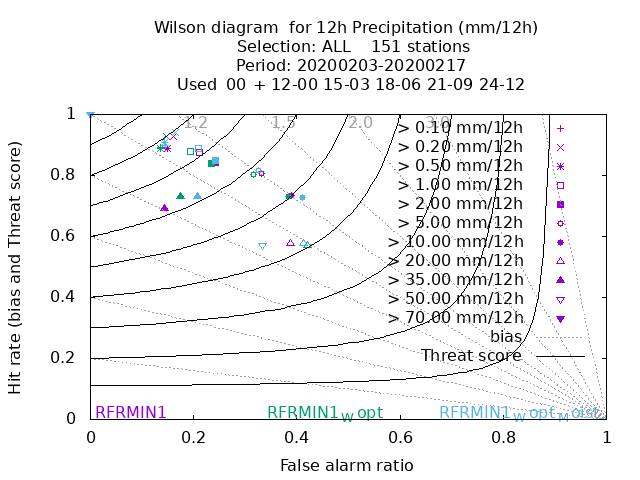 Wilson diagram  for 12h Precipitation (mm/12h)
Selection: ALL    151 stations
Period: 20200203-20200217
Used  00 + 12-00 15-03 18-06 21-09 24-12
Hit rate (bias and Threat score)
1
0.8
0.6
0.4
0.2
0
1.2
1.5
2.0
3.0
> 0.10 mm/12h
> 0.20 mm/12h
> 0.50 mm/12h
> 1.00 mm/12h
> 2.00 mm/12h
> 5.00 mm/12h
> 10.00 mm/12h
> 20.00 mm/12h
> 35.00 mm/12h
> 50.00 mm/12h
> 70.00 mm/12h
bias
Threat score
RFRMIN1 RFRMIN1W opt RFRMIN1W opt M
0 0.2 0.4 0.6 0.8 1
False alarm ratio